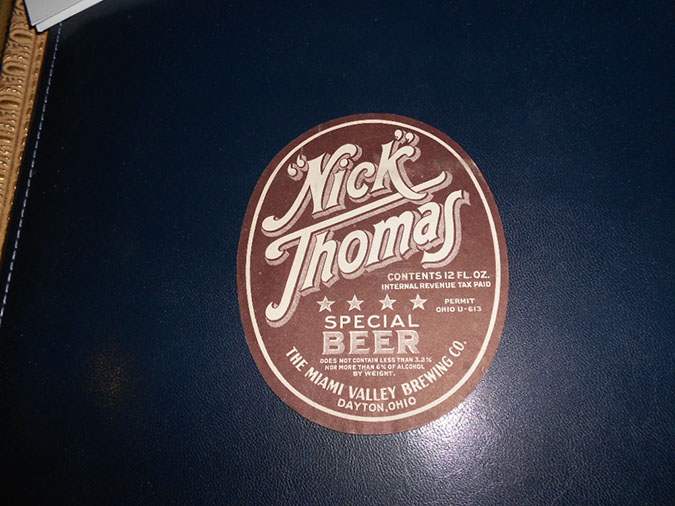 "Nick"
Thomas
CONTENTS 12 FL. OZ.
INTERNAL REVENUE TAX PAID
PERMIT
OHIO U-613
SPECIAL
BEER
DOES NOT CONTAIN LESS THAN 3.2%
NOR MORE THAN 6% OF ALCOHOL
BY WEIGHT.
THE MIAMI VALLEY BREWING CO.
DAYTON, OHIO